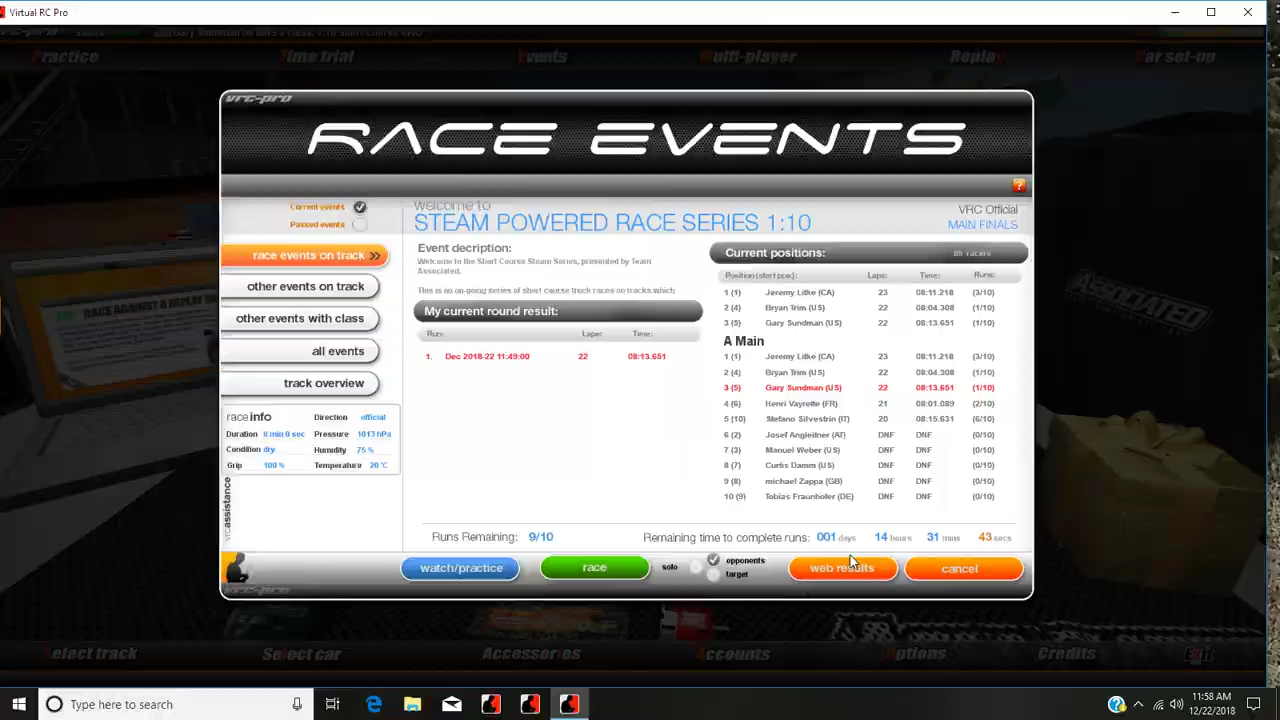 Virtual RC Pro
Practice
Time trial
Events
Multi-player
Replay
Car set-up
vrc-pro
RACE EVENTS
?
Current events
Passed events
Welcome to
STEAM POWERED RACE SERIES 1:10
VRC Official
MAIN FINALS
race events on track
other events on track
other events with class
all events
track overview
Event decription:
Welcome to the Short Course Steam Series, presented by Team
Associated.
This is an on-going series of short course truck races on tracks which
My current round result:
Run: Laps: Time:
1. Dec 2018-22 11:49:00 22 08:13.651
Current positions: 85 racers
Position(start pos): Laps: Time: Runs:
1 (1) Jeremy Litke (CA) 23 08:11.218 (3/10)
2 (4) Bryan Trim (US) 22 08:04.308 (1/10)
3 (5) Gary Sundman (US) 22 08:13.651 (1/10)
A Main
1 (1) Jeremy Litke (CA) 23 08:11.218 (3/10)
2 (4) Bryan Trim (US) 22 08:04.308 (1/10)
3 (5) Gary Sundman (US) 22 08:13.651 (1/10)
4 (6) Henri Vayrette (FR) 21 08:01.089 (2/10)
5 (10) Stefano Silvestrin (IT) 20 08:15.631 (6/10)
6 (2) Josef Angleitner (AT) DNF DNF (0/10)
7 (3) Manuel Weber (US) DNF DNF (0/10)
8 (7) Curtis Damm (US) DNF DNF (0/10)
9 (8) michael Zappa (GB) DNF DNF (0/10)
10 (9) Tobias Fraunhofer (DE) DNF DNF (0/10)
race info
Direction official
Duration 8 min 0 sec Pressure 1013 hPa
Condition dry Humidity 75 %
Grip 100 % Temperature 20°C
vrc assistance
Runs Remaining: 9/10
Remaining time to complete runs: 001 days 14 hours 31 mins 43 secs
watch/practice
race
solo
opponents
target
web results
cancel
vrc-pro
Select track
Select car
Accessories
Accounts
Options
Credits
Exit
Type here to search
11:58 AM
12/22/2018